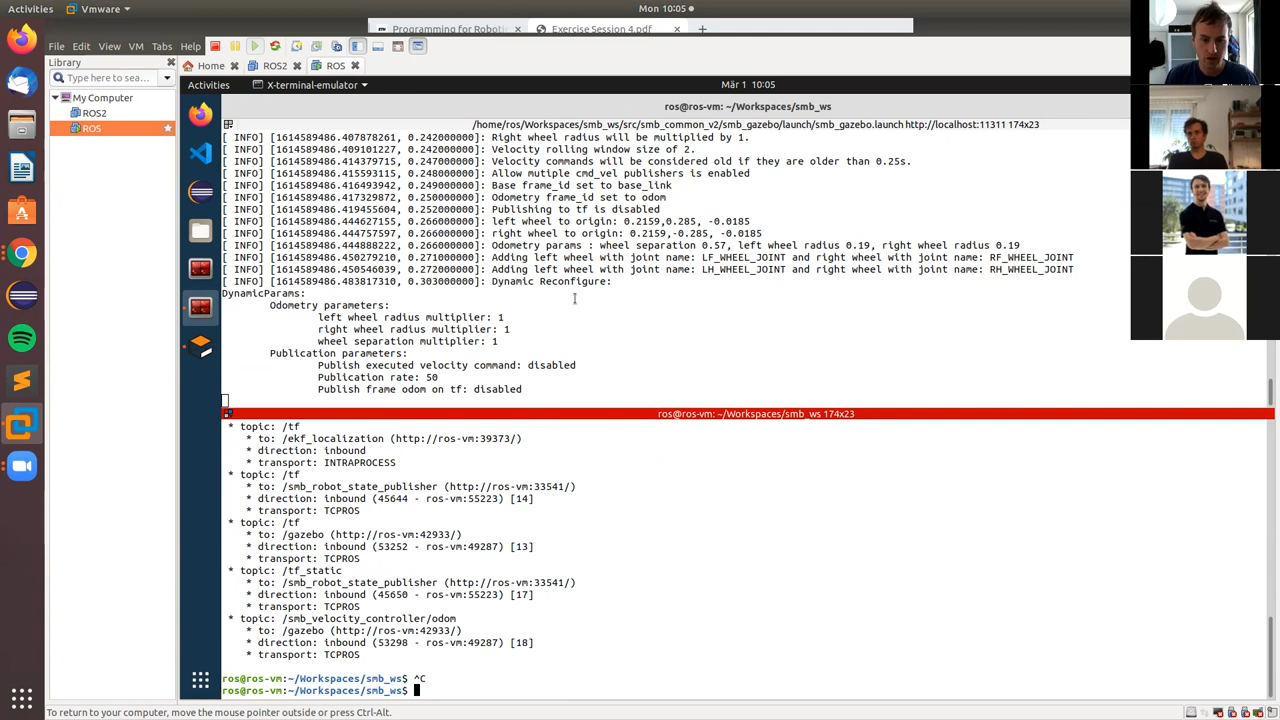 Activities
Vmware
Mon 10:05
Programming for Roboti
Exercise Session 4.pdf
File Edit View VM Tabs Help
Library
Type here to sea...
My Computer
ROS2
ROS
Home
ROS2
ROS
Activities
X-terminal-emulator
Mär 1 10:05
ros@ros-vm: ~/Workspaces/smb_ws
/home/ros/Workspaces/smb_ws/src/smb_common_v2/smb_gazebo/launch/smb_gazebo.launch http://localhost:11311 174x23
[ INFO] [1614589486.407878261, 0.242000000]: Right wheel radius will be multiplied by 1.
[ INFO] [1614589486.409101227, 0.245000000]: Velocity rolling window size of 2.
[ INFO] [1614589486.414379715, 0.247000000]: Velocity commands will be considered old if they are older than 0.25s.
[ INFO] [1614589486.415593115, 0.248000000]: Allow mutiple cmd_vel publishers is enabled
[ INFO] [1614589486.416493942, 0.249000000]: Base frame_id set to base_link
[ INFO] [1614589486.417329872, 0.250000000]: Odometry frame_id set to odom
[ INFO] [1614589486.419455604, 0.252000000]: Publishing to tf is disabled
[ INFO] [1614589486.444627155, 0.266000000]: left wheel to origin: 0.2159,0.285, -0.0185
[ INFO] [1614589486.444757597, 0.266000000]: right wheel to origin: 0.2159,-0.285, -0.0185
[ INFO] [1614589486.444888222, 0.266000000]: Odometry params : wheel separation 0.57, left wheel radius 0.19, right wheel radius 0.19
[ INFO] [1614589486.450279210, 0.271000000]: Adding left wheel with joint name: LF_WHEEL_JOINT and right wheel with joint name: RF_WHEEL_JOINT
[ INFO] [1614589486.450546039, 0.272000000]: Adding left wheel with joint name: LH_WHEEL_JOINT and right wheel with joint name: RH_WHEEL_JOINT
[ INFO] [1614589486.483817310, 0.303000000]: Dynamic Reconfigure:
DynamicParams:
Odometry parameters:
left wheel radius multiplier: 1
right wheel radius multiplier: 1
wheel separation multiplier: 1
Publication parameters:
Publish executed velocity command: disabled
Publication rate: 50
Publish frame odom on tf: disabled
ros@ros-vm: ~/Workspaces/smb_ws 174x23
* topic: /tf
* to: /ekf_localization (http://ros-vm:39373/)
* direction: inbound
* transport: INTRAPROCESS
* topic: /tf
* to: /smb_robot_state_publisher (http://ros-vm:33541/)
* direction: inbound (45644 - ros-vm:55223) [14]
* transport: TCPROS
* topic: /tf
* to: /gazebo (http://ros-vm:42933/)
* direction: inbound (53252 - ros-vm:49287) [13]
* transport: TCPROS
* topic: /tf_static
* to: /smb_robot_state_publisher (http://ros-vm:33541/)
* direction: inbound (45650 - ros-vm:55223) [17]
* transport: TCPROS
* topic: /smb_velocity_controller/odom
* to: /gazebo (http://ros-vm:42933/)
* direction: inbound (53298 - ros-vm:49287) [18]
* transport: TCPROS
ros@ros-vm:~/Workspaces/smb_ws$ ^C
ros@ros-vm:~/Workspaces/smb_ws$
To return to your computer, move the mouse pointer outside or press Ctrl-Alt.